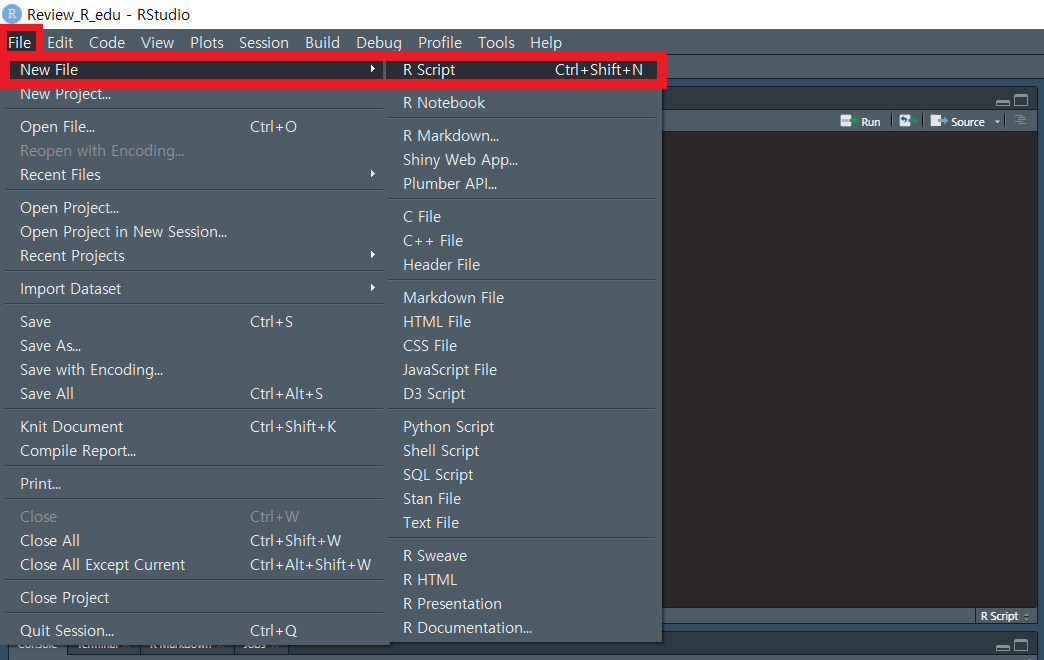 R Review_R_edu - RStudio
File Edit Code View Plots Session Build Debug Profile Tools Help
New File
New Project...
Open File... Ctrl+O
Reopen with Encoding...
Recent Files
Open Project...
Open Project in New Session...
Recent Projects
Import Dataset
Save Ctrl+S
Save As...
Save with Encoding...
Save All Ctrl+Alt+S
Knit Document Ctrl+Shift+K
Compile Report...
Print...
Close Ctrl+W
Close All Ctrl+Shift+W
Close All Except Current Ctrl+Alt+Shift+W
Close Project
Quit Session... Ctrl+Q
R Script Ctrl+Shift+N
R Notebook
R Markdown...
Shiny Web App...
Plumber API...
C File
C++ File
Header File
Markdown File
HTML File
CSS File
JavaScript File
D3 Script
Python Script
Shell Script
SQL Script
Stan File
Text File
R Sweave
R HTML
R Presentation
R Documentation...
Run Source
R Script
Console Terminal R Markdown Jobs